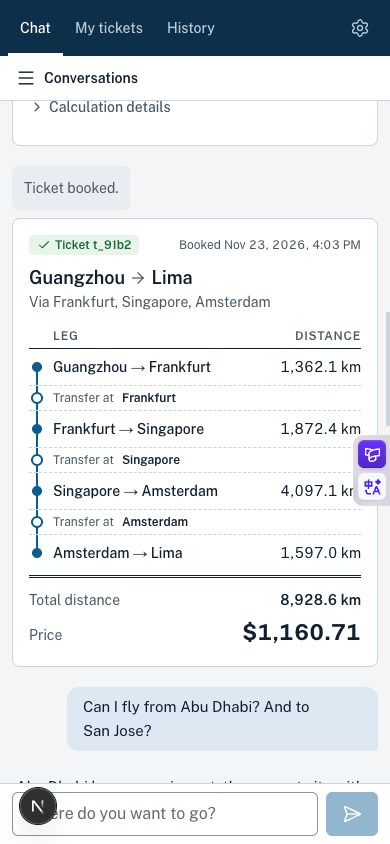 Chat My tickets History
Conversations
Calculation details
Ticket booked.
Ticket t_91b2 Booked Nov 23, 2026, 4:03 PM
Guangzhou → Lima
Via Frankfurt, Singapore, Amsterdam
LEG DISTANCE
Guangzhou → Frankfurt 1,362.1 km
Transfer at Frankfurt
Frankfurt → Singapore 1,872.4 km
Transfer at Singapore
Singapore → Amsterdam 4,097.1
Transfer at Amsterdam
Amsterdam → Lima 1,597.0 km
Total distance 8,928.6 km
Price $1,160.71
Can I fly from Abu Dhabi? And to
San Jose?
N
do you want to go?